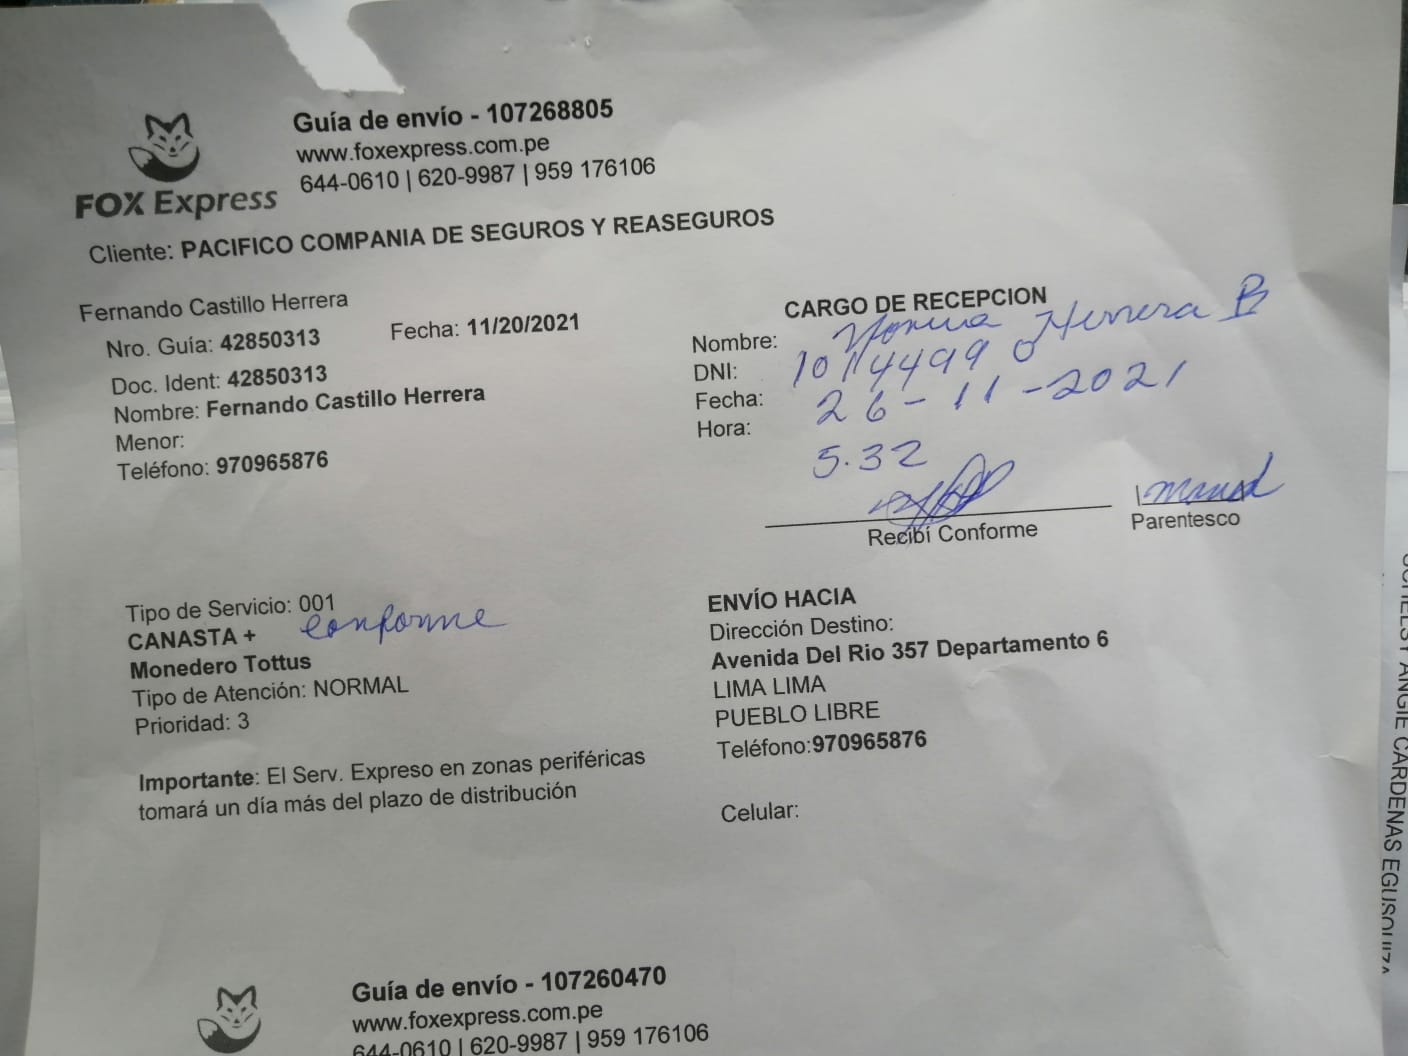 Guía de envío - 107268805
www.foxexpress.com.pe
644-0610 | 620-9987 | 959 176106
FOX Express
Cliente: PACIFICO COMPANIA DE SEGUROS Y REASEGUROS
Fernando Castillo Herrera
Nro. Guía: 42850313 Fecha: 11/20/2021
Doc. Ident: 42850313
Nombre: Fernando Castillo Herrera
Menor:
Teléfono: 970965876
CARGO DE RECEPCION
Nombre: Herrera B
DNI: 10144990
Fecha: 26-11-2021
Hora: 5.32
Recibí Conforme
Parentesco
Tipo de Servicio: 001
CANASTA + conforme
Monedero Tottus
Tipo de Atención: NORMAL
Prioridad: 3
Importante: El Serv. Expreso en zonas periféricas
tomará un día más del plazo de distribución
ENVÍO HACIA
Dirección Destino:
Avenida Del Rio 357 Departamento 6
LIMA LIMA
PUEBLO LIBRE
Teléfono:970965876
Celular:
ANGIE CARDENAS EGUSQUIZA
Guía de envío - 107260470
www.foxexpress.com.pe
644-0610 | 620-9987 | 959 176106